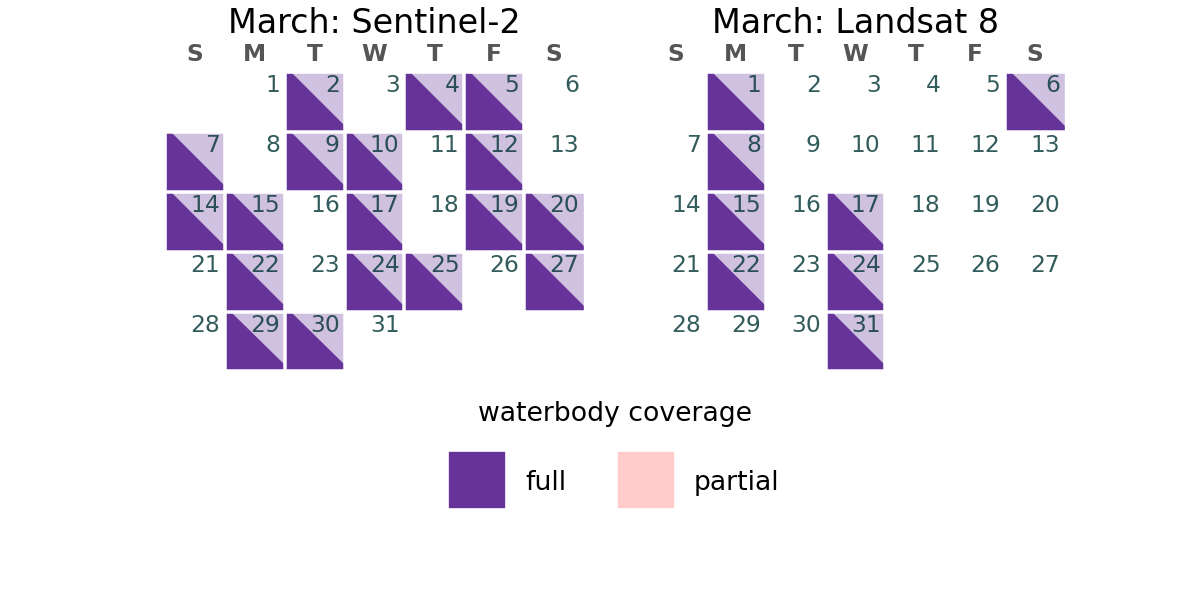 March: Sentinel-2
S M T W T F S
1 2 3 4 5 6
7 8 9 10 11 12 13
14 15 16 17 18 19 20
21 22 23 24 25 26 27
28 29 30 31
March: Landsat 8
S M T W T F S
1 2 3 4 5 6
7 8 9 10 11 12 13
14 15 16 17 18 19 20
21 22 23 24 25 26 27
28 29 30 31
waterbody coverage
full partial